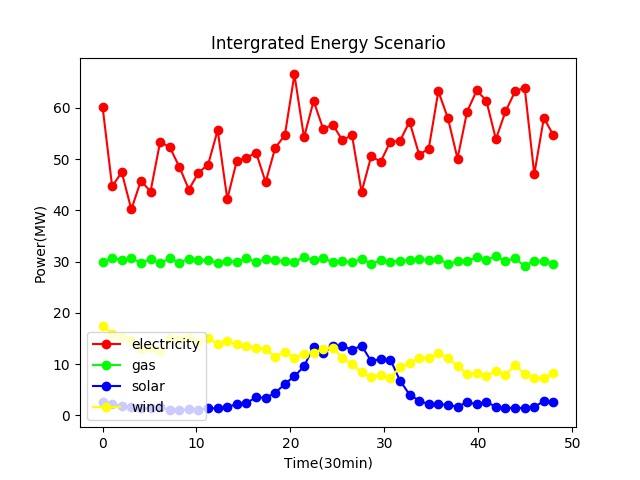 Intergrated Energy Scenario
Power(MW)
60
50
40
30
20
10
0
electricity
gas
solar
wind
0 10 20 30 40 50
Time(30min)